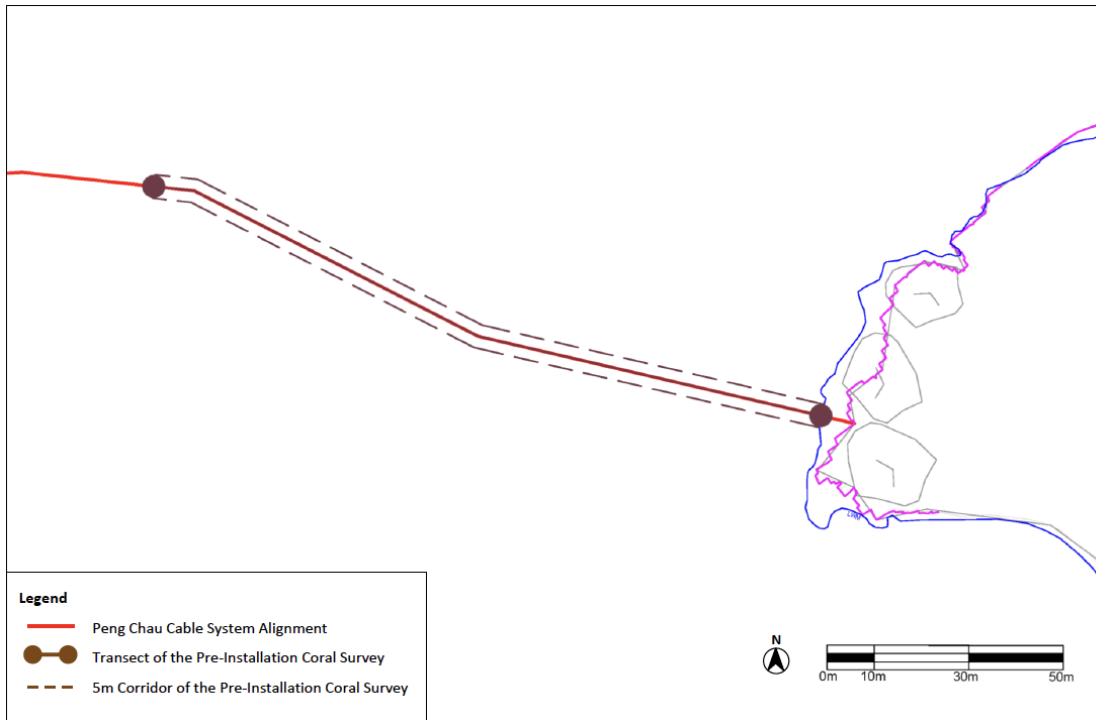 Legend
Peng Chau Cable System Alignment
Transect of the Pre-Installation Coral Survey
5m Corridor of the Pre-Installation Coral Survey
N
0m 10m 30m 50m